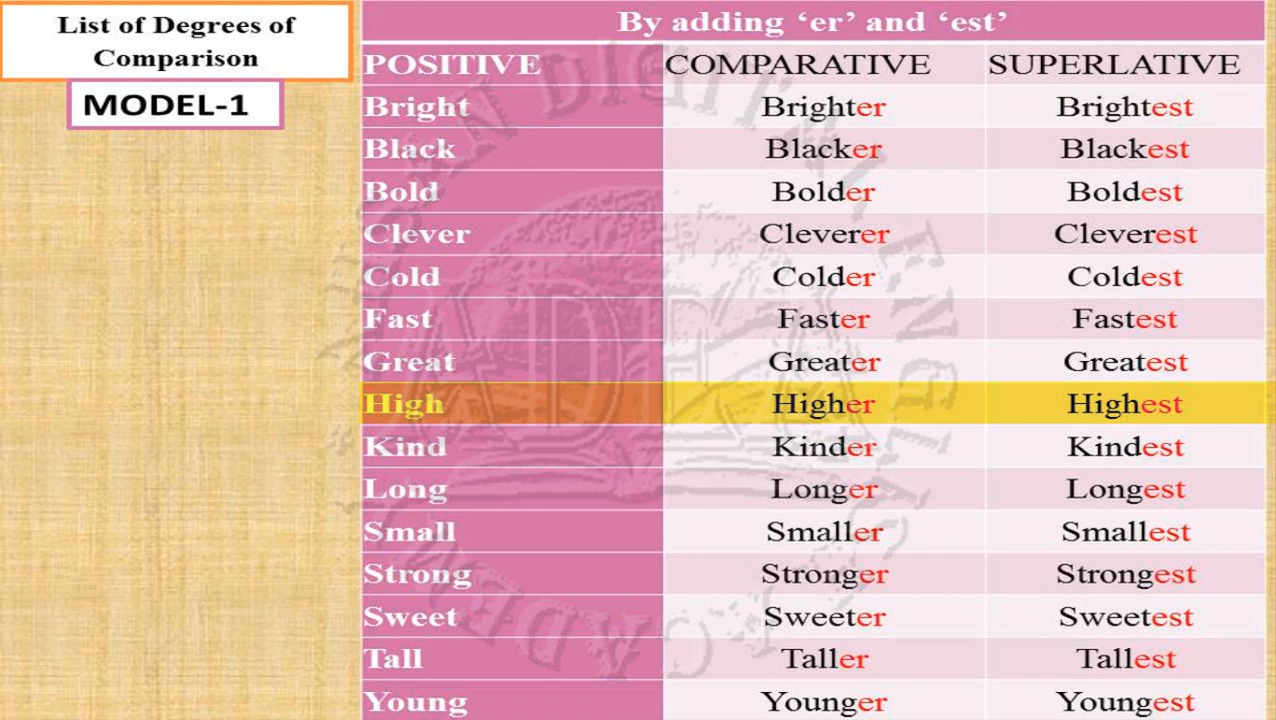 List of Degrees of
Comparison
MODEL-1
By adding ‘er’ and ‘est’
POSITIVE COMPARATIVE SUPERLATIVE
Bright Brighter Brightest
Black Blacker Blackest
Bold Bolder Boldest
Clever Cleverer Cleverest
Cold Colder Coldest
Fast Faster Fastest
Great Greater Greatest
High Higher Highest
Kind Kinder Kindest
Long Longer Longest
Small Smaller Smallest
Strong Stronger Strongest
Sweet Sweeter Sweetest
Tall Taller Tallest
Young Younger Youngest